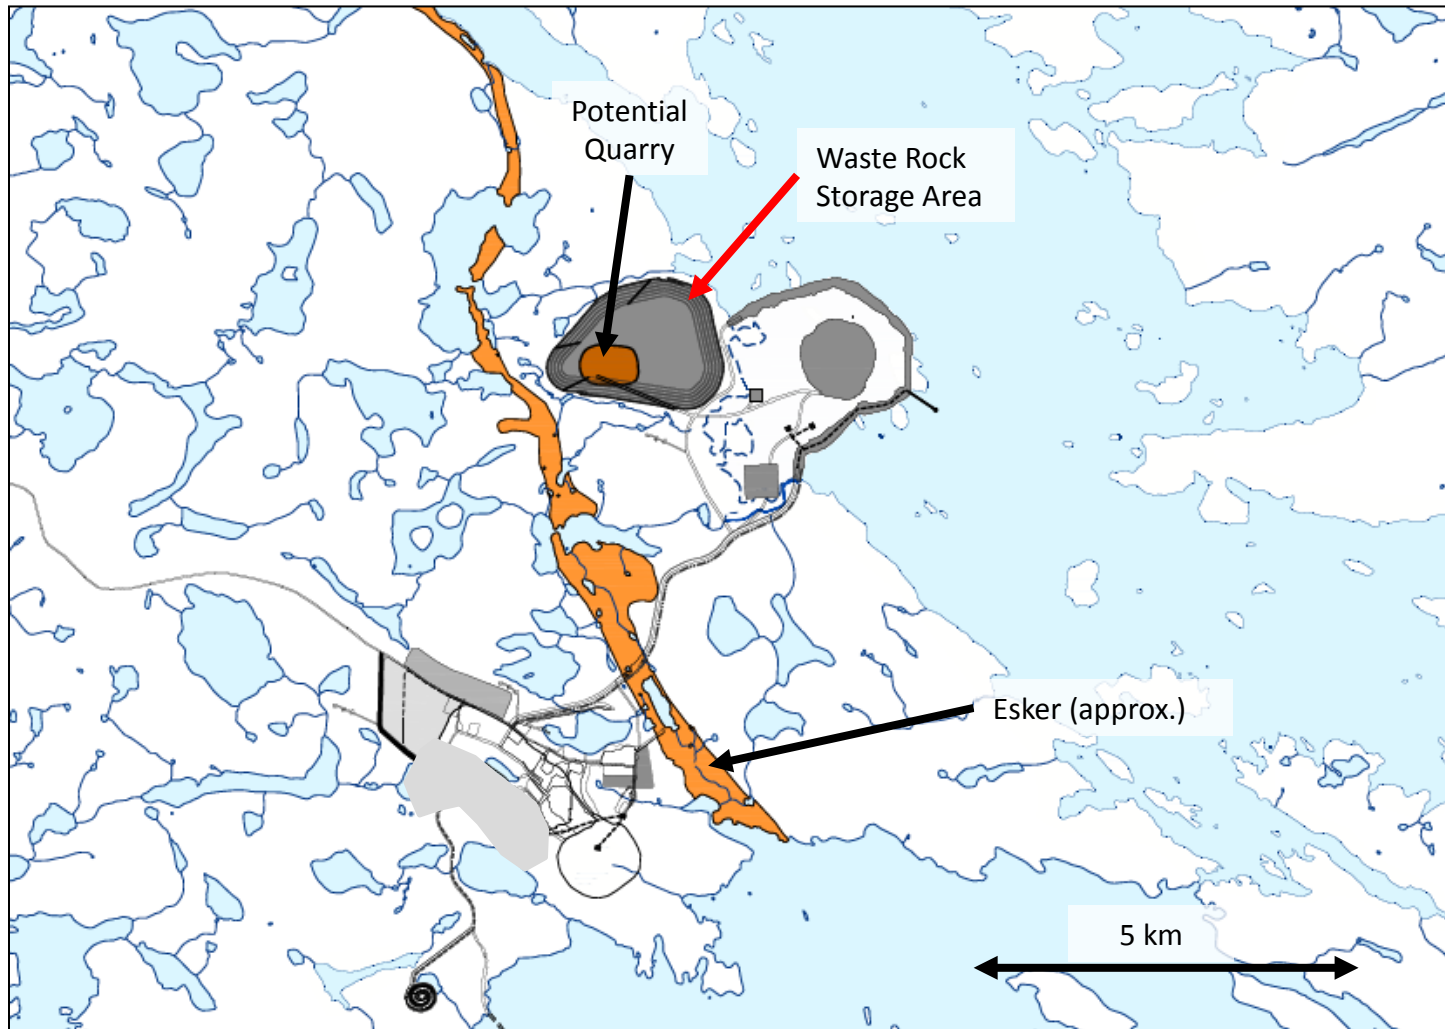 Potential
Quarry
Waste Rock
Storage Area
Esker (approx.)
5 km